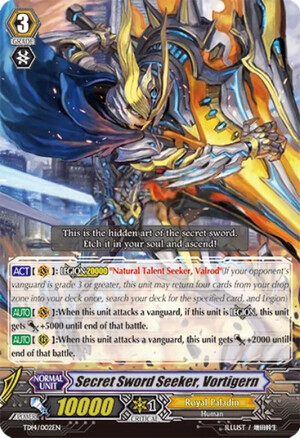 3
GRADE
This is the hidden art of the secret sword.
Etch it in your soul and ascend!
ACT [ ]: LEGION 20000 "Natural Talent Seeker, Valrod"(If your opponent's
vanguard is grade 3 or greater, this unit may return four cards from your drop
zone into your deck once, search your deck for the specified card, and Legion)
AUTO [ ]:When this unit attacks a vanguard, if this unit is LEGION, this unit
gets +5000 until end of that battle.
AUTO [ ]:When this unit attacks a vanguard, this unit gets +2000 until
end of that battle.
NORMAL
UNIT
Secret Sword Seeker, Vortigern
POWER
10000
1
CRITICAL
Royal Paladin
Human
TD14/002EN
ILLUST /